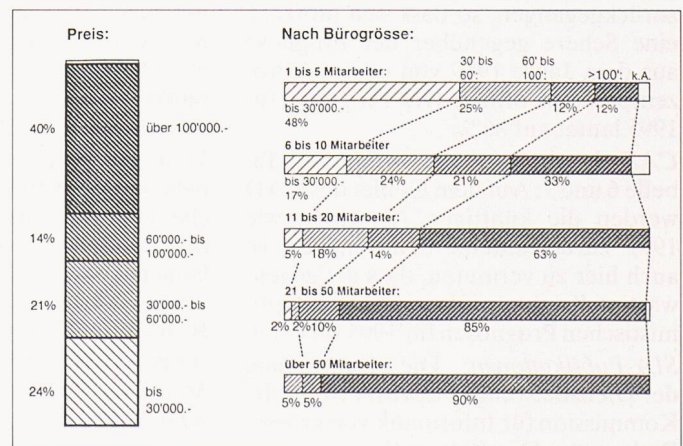 Preis:
40%
über 100'000.-
14%
60'000.- bis
100'000.-
21%
30'000.- bis
60'000.-
24%
bis
30'000.-
Nach Bürogrösse:
30' bis
60':
60' bis
100':
>100':
k.A.
1 bis 5 Mitarbeiter:
bis 30'000.-
48%
25%
12%
12%
6 bis 10 Mitarbeiter
bis 30'000.-
17%
24%
21%
33%
11 bis 20 Mitarbeiter:
5%
18%
14%
63%
21 bis 50 Mitarbeiter:
2%
2%
10%
85%
über 50 Mitarbeiter:
5%
5%
90%